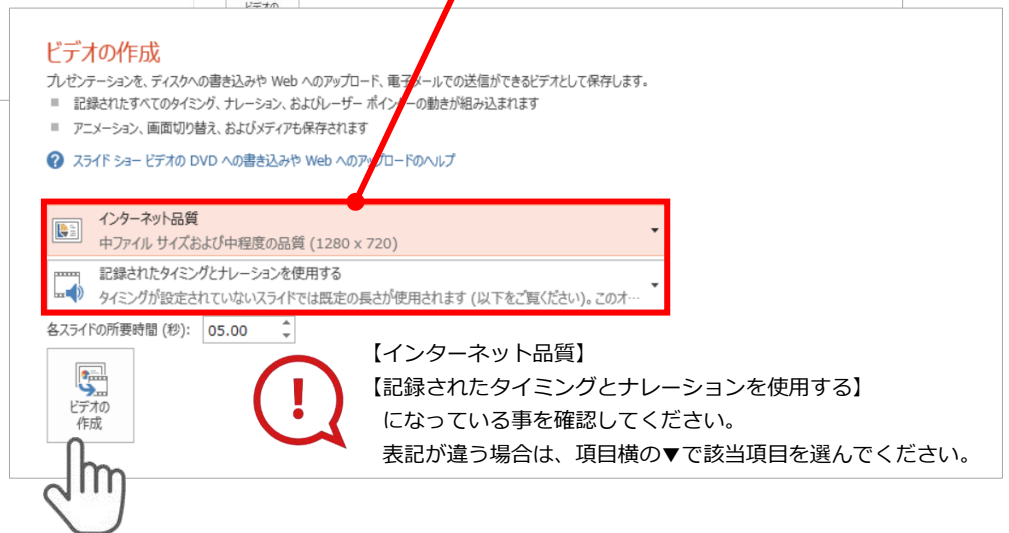 ビデオの
ビデオの作成
プレゼンテーションを、ディスクへの書き込みや Web へのアップロード、電子メールでの送信ができるビデオとして保存します。
■ 記録されたすべてのタイミング、ナレーション、およびレーザー ポインターの動きが組み込まれます
■ アニメーション、画面切り替え、およびメディアも保存されます
? スライド ショー ビデオの DVD への書き込みや Web へのアップロードのヘルプ
インターネット品質
中ファイル サイズおよび中程度の品質 (1280 x 720)
記録されたタイミングとナレーションを使用する
タイミングが設定されていないスライドでは既定の長さが使用されます (以下をご覧ください)。このオ…
各スライドの所要時間 (秒): 05.00
ビデオの
作成
!
【インターネット品質】
【記録されたタイミングとナレーションを使用する】
になっている事を確認してください。
表記が違う場合は、項目横の▼で該当項目を選んでください。